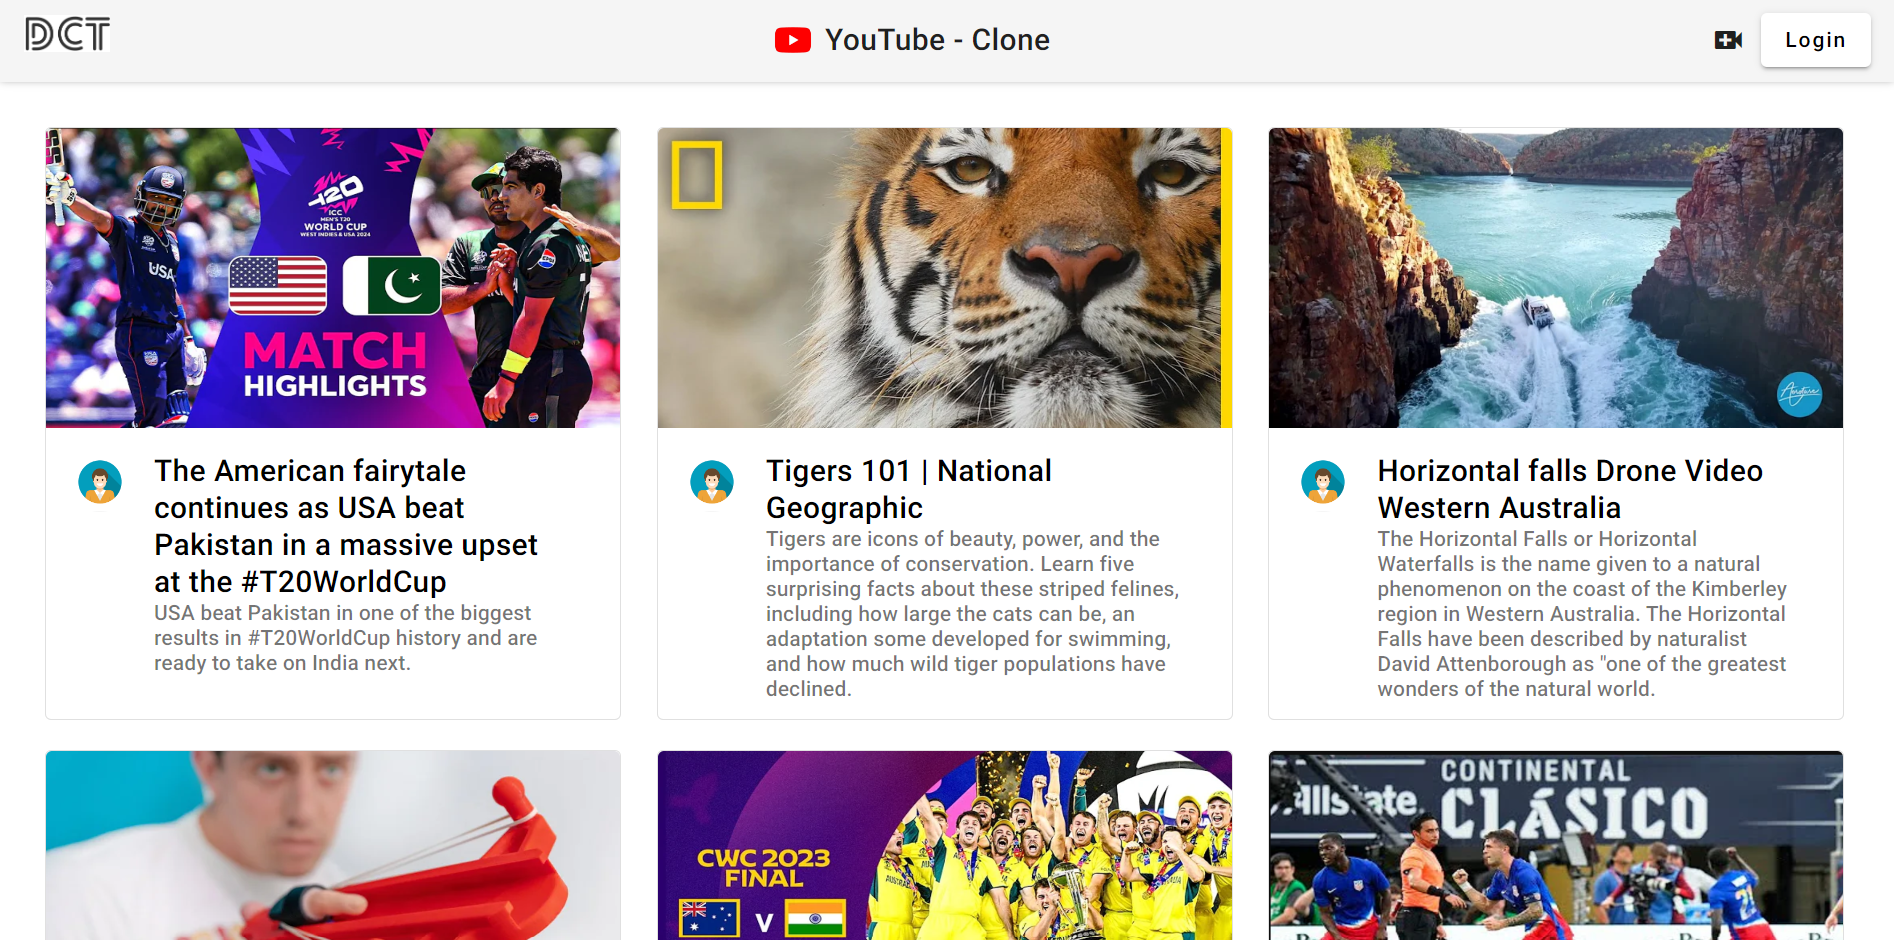 DCT
YouTube - Clone
Login
T20
ICC
MEN'S T20
WORLD CUP
WEST INDIES & USA 2024
USA
MATCH
HIGHLIGHTS
The American fairytale
continues as USA beat
Pakistan in a massive upset
at the #T20WorldCup
USA beat Pakistan in one of the biggest
results in #T20WorldCup history and are
ready to take on India next.
Tigers 101 | National
Geographic
Tigers are icons of beauty, power, and the
importance of conservation. Learn five
surprising facts about these striped felines,
including how large the cats can be, an
adaptation some developed for swimming,
and how much wild tiger populations have
declined.
Horizontal falls Drone Video
Western Australia
The Horizontal Falls or Horizontal
Waterfalls is the name given to a natural
phenomenon on the coast of the Kimberley
region in Western Australia. The Horizontal
Falls have been described by naturalist
David Attenborough as "one of the greatest
wonders of the natural world.
CWC 2023
FINAL
V
CONTINENTAL
CLÁSICO
Allstate